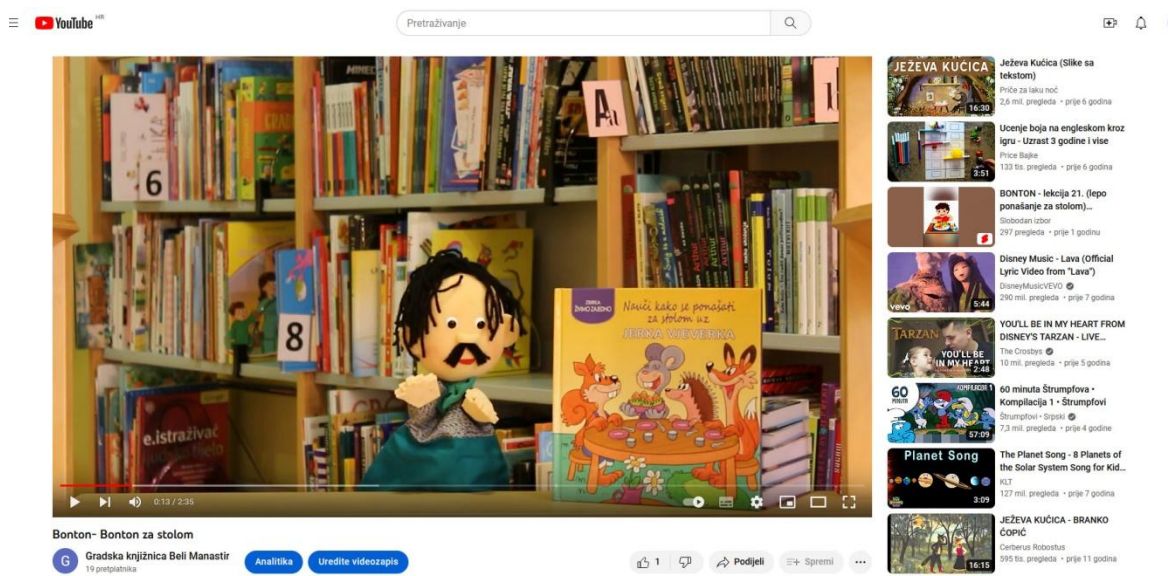 YouTube HR
Pretraživanje
MINEC
A
6
8
e.istraživač
ZBIRKA
ŽIVIMO ZAJEDNO
Nauči kako se ponašati
za stolom uz
JERKA VJEVERKA
0:13 / 2:35
Bonton- Bonton za stolom
G
Gradska knjižnica Beli Manastir
19 pretplatnika
Analitika
Uredite videozapis
1
Podijeli
Spremi
JEŽEVA KUĆICA
16:30
Ježeva Kućica (Slike sa
tekstom)
Priče za laku noć
2,6 mil. pregleda • prije 6 godina
3:51
Ucenje boja na engleskom kroz
igru - Uzrast 3 godine i vise
Price Bajke
133 tis. pregleda • prije 6 godina
BONTON - lekcija 21. (lepo
ponašanje za stolom)...
Slobodan izbor
297 pregleda • prije 1 godinu
vevo
5:44
Disney Music - Lava (Official
Lyric Video from "Lava")
DisneyMusicVEVO
290 mil. pregleda • prije 7 godina
TARZAN
YOU'LL BE
IN MY HEART
2:48
YOU'LL BE IN MY HEART FROM
DISNEY'S TARZAN - LIVE...
The Crosbys
10 mil. pregleda • prije 5 godina
60
MINUTA
KOMPILACIJA 1
57:09
60 minuta Štrumpfova •
Kompilacija 1 • Štrumpfovi
Štrumpfovi • Srpski
7,3 mil. pregleda • prije 4 godine
Planet Song
3:09
The Planet Song - 8 Planets of
the Solar System Song for Kid...
KLT
127 mil. pregleda • prije 7 godina
16:15
JEŽEVA KUĆICA - BRANKO
ĆOPIĆ
Cerberus Robostus
595 tis. pregleda • prije 11 godina